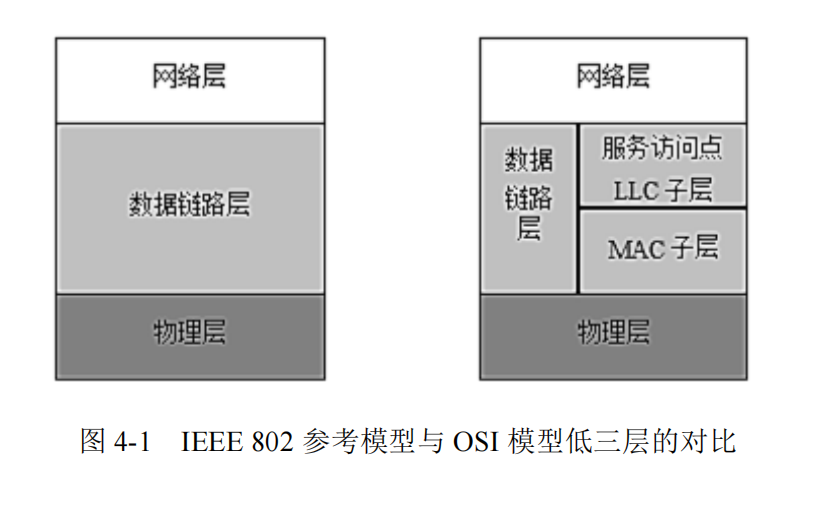 网络层
数据链路层
物理层
网络层
数据
链路
层
服务访问点
LLC 子层
MAC 子层
物理层
图 4-1 IEEE 802 参考模型与 OSI 模型低三层的对比